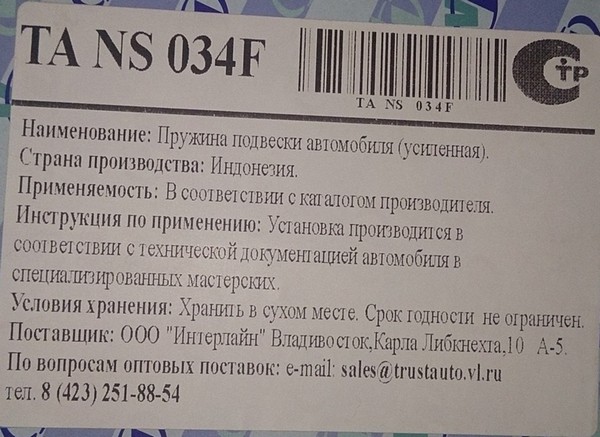 TA NS 034F
TA NS 034F
СТР
Наименование: Пружина подвески автомобиля (усиленная).
Страна производства: Индонезия.
Применяемость: В соответствии с каталогом производителя.
Инструкция по применению: Установка производится в
соответствии с технической документацией автомобиля в
специализированных мастерских.
Условия хранения: Хранить в сухом месте. Срок годности не ограничен.
Поставщик: ООО "Интерлайн" Владивосток,Карла Либкнехта,10 А-5.
По вопросам оптовых поставок: e-mail: sales@trustauto.vl.ru
тел. 8 (423) 251-88-54